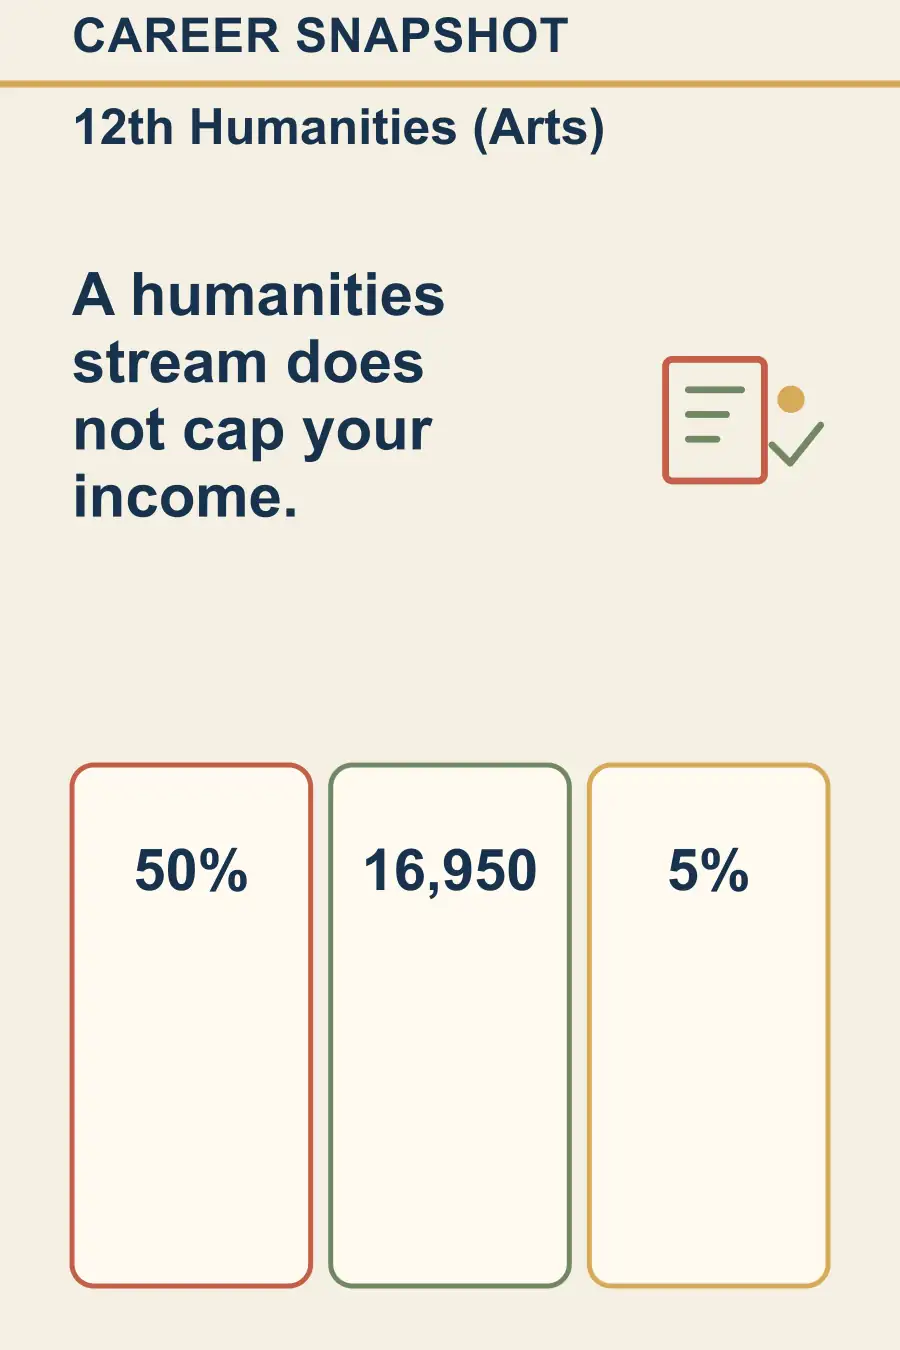 CAREER SNAPSHOT
12th Humanities (Arts)
A humanities
stream does
not cap your
income.
50%
16,950
5%